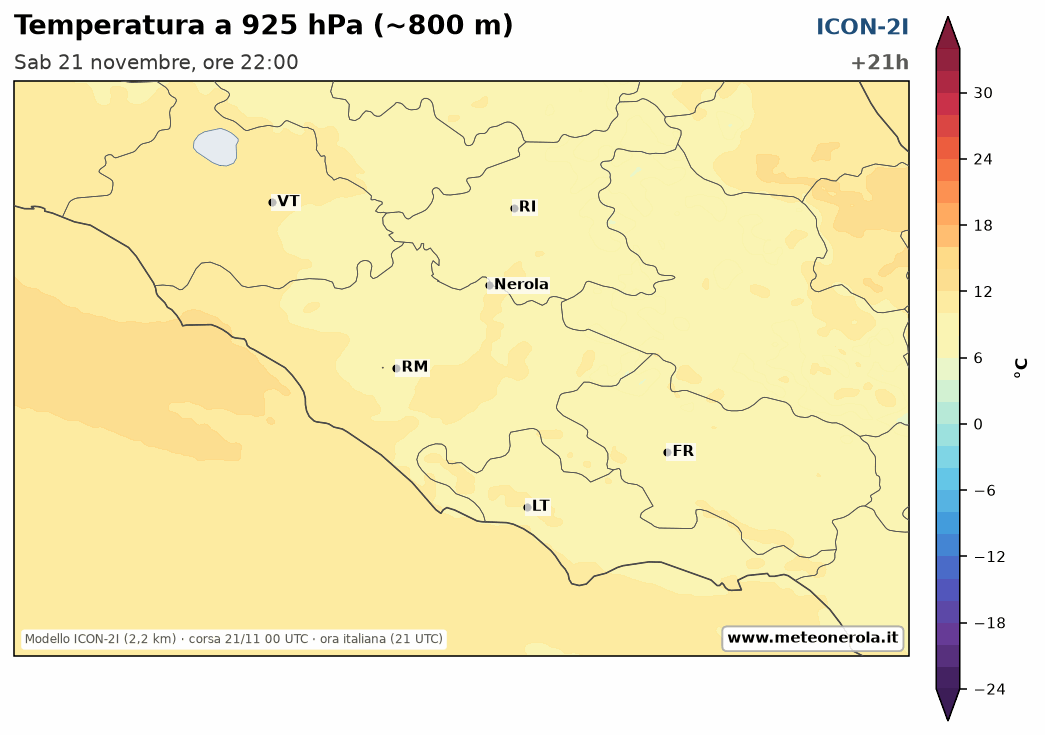 Temperatura a 925 hPa (~800 m)
ICON-2I
Sab 21 novembre, ore 22:00
+21h
VT
RI
Nerola
RM
FR
LT
30
24
18
12
6
0
−6
−12
−18
−24
°C
Modello ICON-2I (2,2 km) · corsa 21/11 00 UTC · ora italiana (21 UTC)
www.meteonerola.it